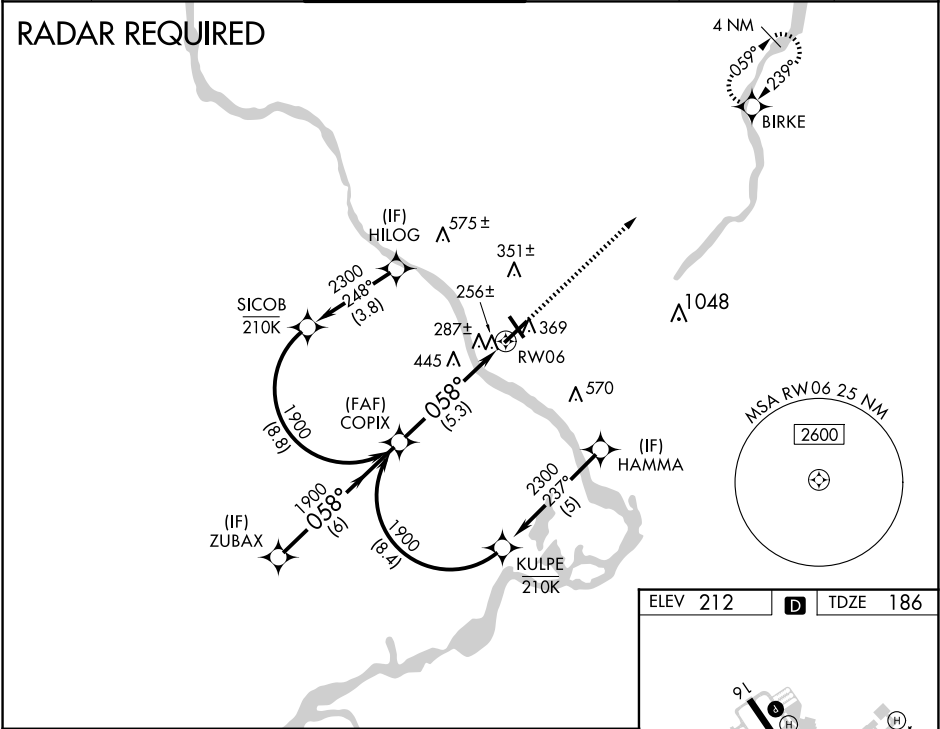 RADAR REQUIRED
4 NM
059°
239°
BIRKE
(IF)
HILOG
575±
351±
2300
248°
(3.8)
256±
SICOB
210K
1048
287±
369
RW06
445
058°
(5.3)
570
(FAF)
COPIX
1900
(8.8)
MSA RW06 25 NM
2600
(IF)
HAMMA
2300
237°
(5)
1900
058°
(6)
(IF)
ZUBAX
1900
(8.4)
KULPE
210K
ELEV 212
D
TDZE 186
16
P
H
H